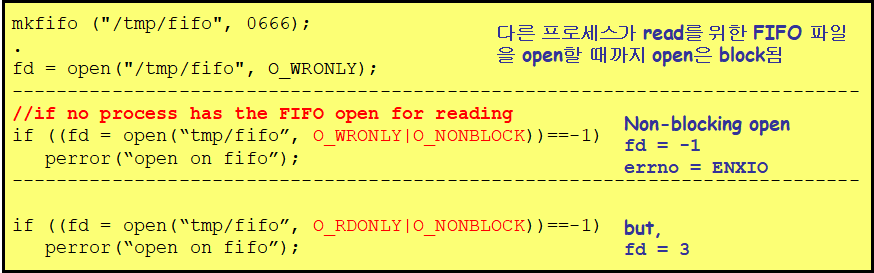 mkfifo ("/tmp/fifo", 0666);
.
fd = open("/tmp/fifo", O_WRONLY);
다른 프로세스가 read를 위한 FIFO 파일
을 open할 때까지 open은 block됨
--------------------------------------------------------------------
//if no process has the FIFO open for reading
if ((fd = open(“tmp/fifo”, O_WRONLY|O_NONBLOCK))==-1)
   perror(“open on fifo”);
Non-blocking open
fd = -1
errno = ENXIO
--------------------------------------------------------------------
if ((fd = open(“tmp/fifo”, O_RDONLY|O_NONBLOCK))==-1)
   perror(“open on fifo”);
but,
fd = 3